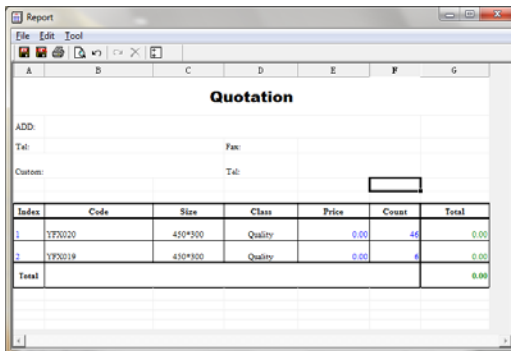 Report
File Edit Tool
A B C D E F G
Quotation
ADD:
Tel: Fax:
Custom: Tel:
Index Code Size Class Price Count Total
1 YFX020 450*300 Quality 0.00 46 0.00
2 YFX019 450*300 Quality 0.00 6 0.00
Total 0.00